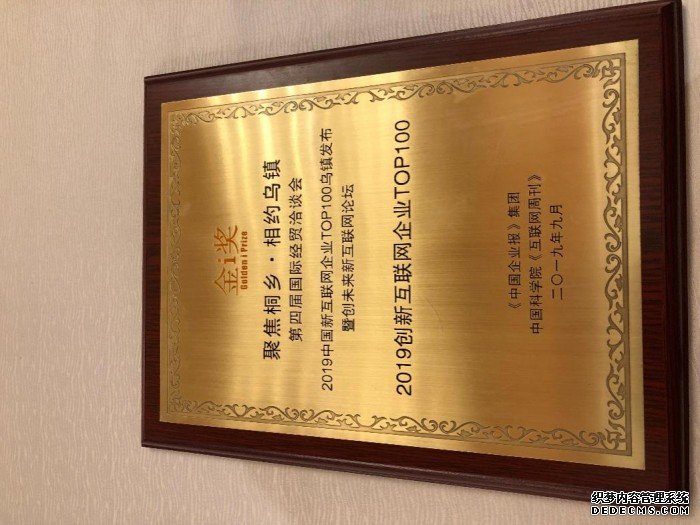 金i奖
Golden i Prize
聚焦桐乡·相约乌镇
第四届国际经贸洽谈会
2019中国新互联网企业TOP100乌镇发布
暨创未来新互联网论坛
2019创新互联网企业TOP100
《中国企业报》集团
中国科学院《互联网周刊》
二〇一九年九月
织梦内容管理系统
DEDECMS.COM